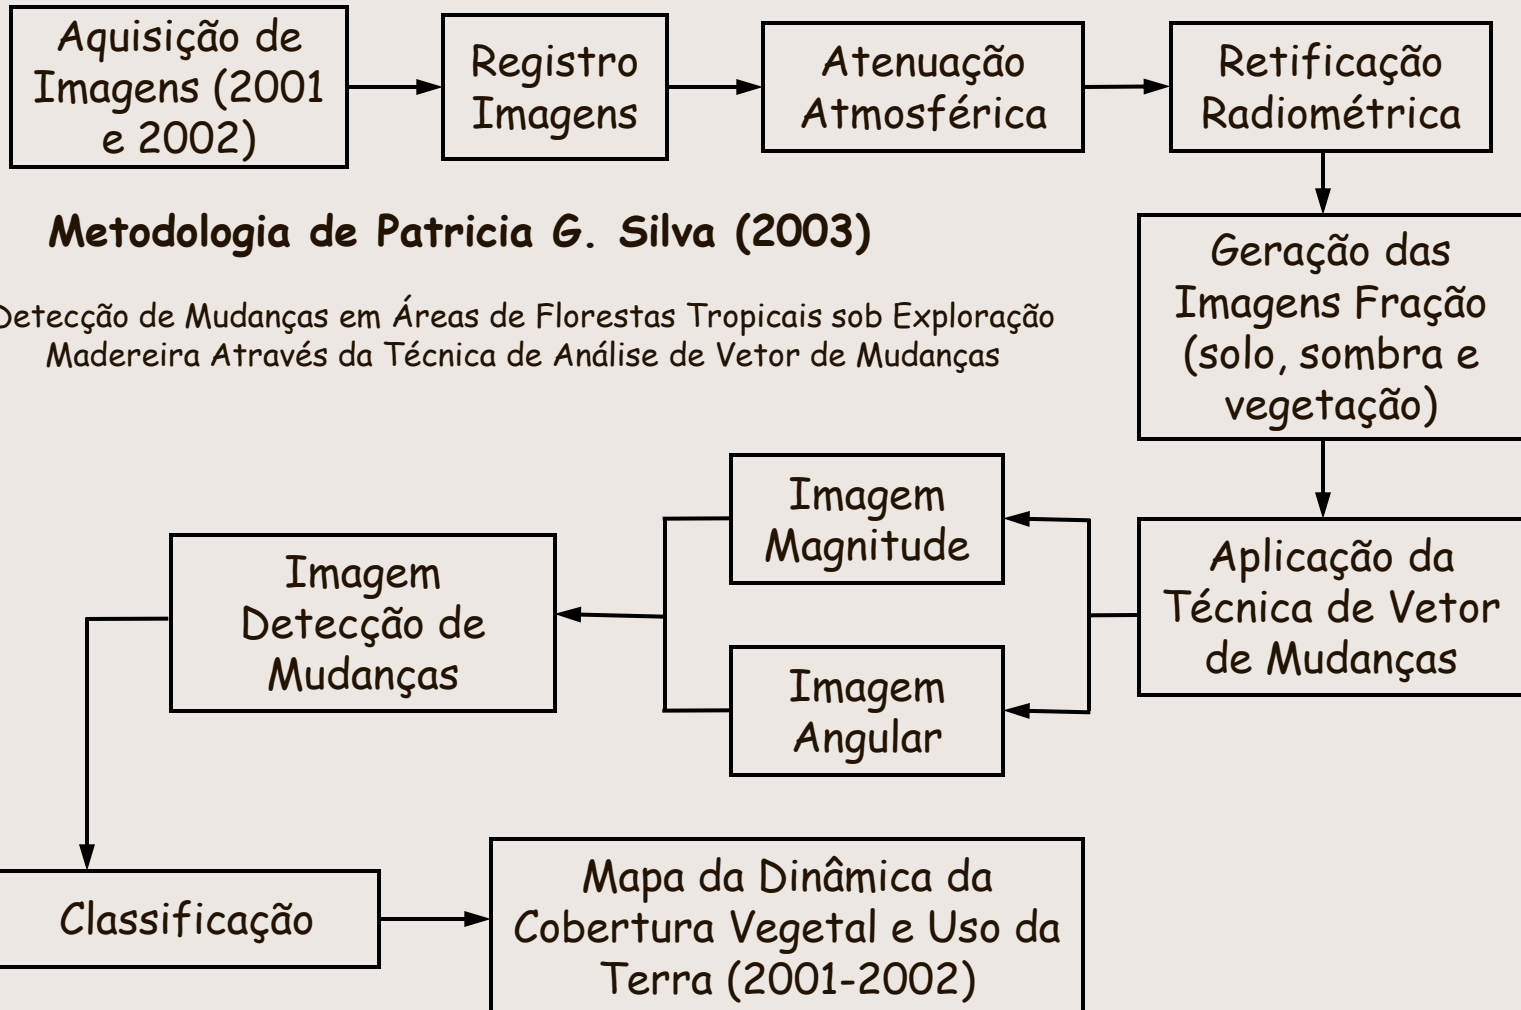 Aquisição de
Imagens (2001
e 2002)
Registro
Imagens
Atenuação
Atmosférica
Retificação
Radiométrica
Metodologia de Patricia G. Silva (2003)
Detecção de Mudanças em Áreas de Florestas Tropicais sob Exploração
Madereira Através da Técnica de Análise de Vetor de Mudanças
Geração das
Imagens Fração
(solo, sombra e
vegetação)
Aplicação da
Técnica de Vetor
de Mudanças
Imagem
Magnitude
Imagem
Angular
Imagem
Detecção de
Mudanças
Classificação
Mapa da Dinâmica da
Cobertura Vegetal e Uso da
Terra (2001-2002)